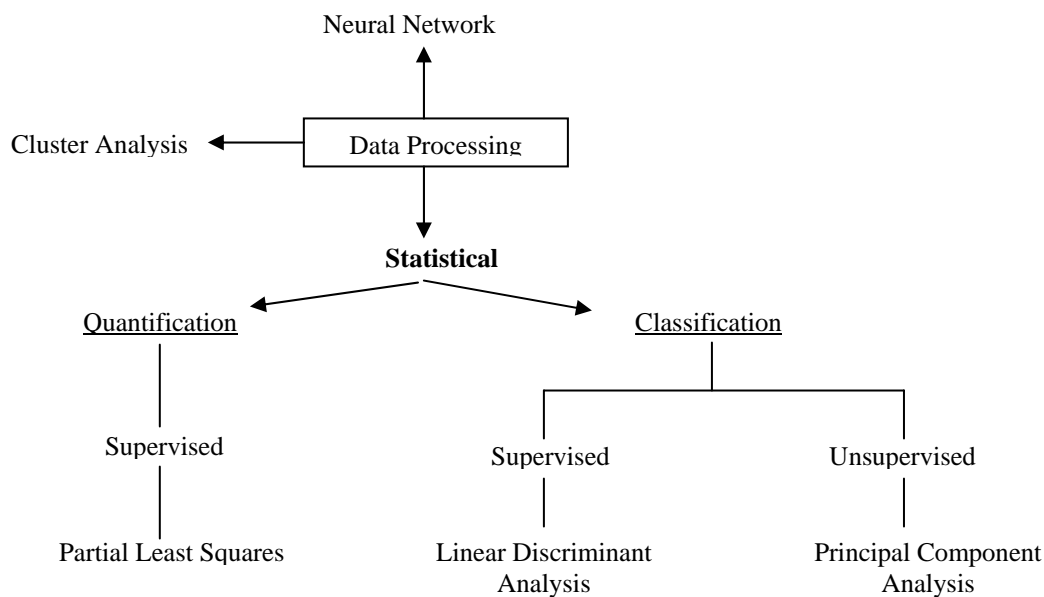 Neural Network
Cluster Analysis
Data Processing
Statistical
Quantification
Classification
Supervised
Supervised
Unsupervised
Partial Least Squares
Linear Discriminant
Analysis
Principal Component
Analysis